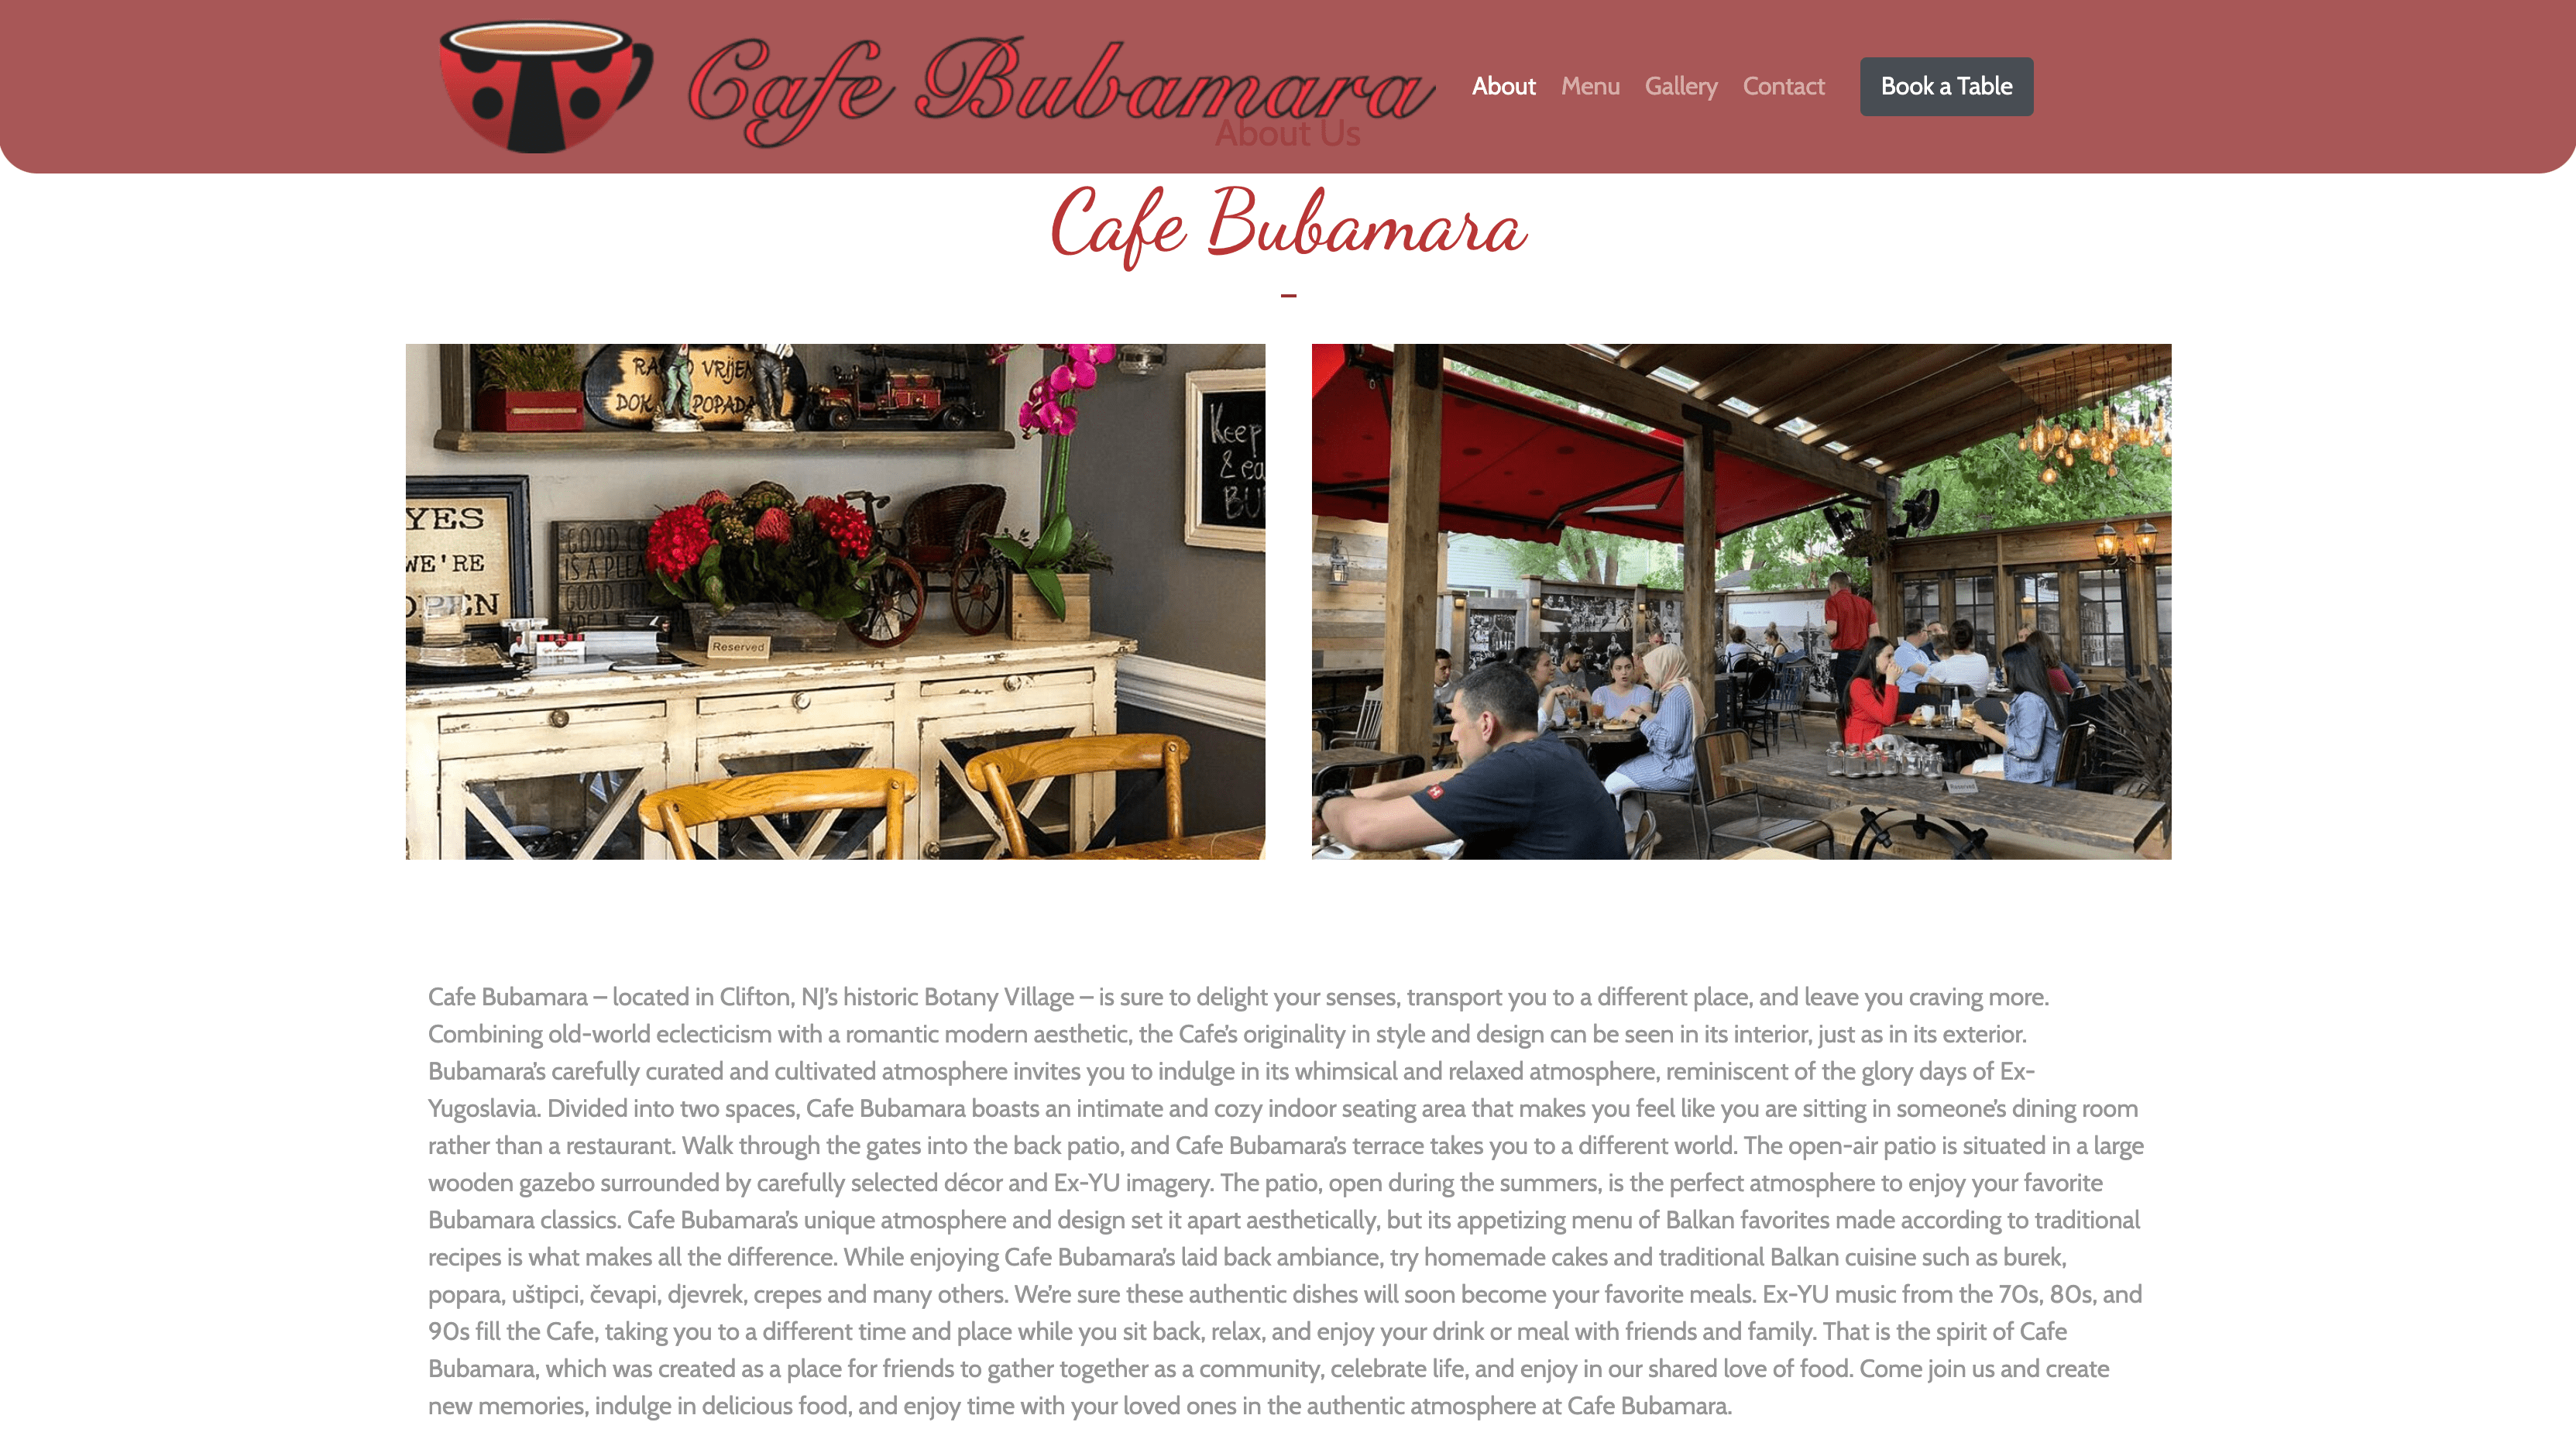 Cafe Bubamara
About Menu Gallery Contact Book a Table
About Us
Cafe Bubamara
VRIJEN
DOK POPADA
Keep
& ea
BU
YES
WE'RE
OPEN
GOOD
IS A PLEA
GOOD
Reserved
Reserved
Cafe Bubamara – located in Clifton, NJ’s historic Botany Village – is sure to delight your senses, transport you to a different place, and leave you craving more.
Combining old-world eclecticism with a romantic modern aesthetic, the Cafe’s originality in style and design can be seen in its interior, just as in its exterior.
Bubamara’s carefully curated and cultivated atmosphere invites you to indulge in its whimsical and relaxed atmosphere, reminiscent of the glory days of Ex-
Yugoslavia. Divided into two spaces, Cafe Bubamara boasts an intimate and cozy indoor seating area that makes you feel like you are sitting in someone’s dining room
rather than a restaurant. Walk through the gates into the back patio, and Cafe Bubamara’s terrace takes you to a different world. The open-air patio is situated in a large
wooden gazebo surrounded by carefully selected décor and Ex-YU imagery. The patio, open during the summers, is the perfect atmosphere to enjoy your favorite
Bubamara classics. Cafe Bubamara’s unique atmosphere and design set it apart aesthetically, but its appetizing menu of Balkan favorites made according to traditional
recipes is what makes all the difference. While enjoying Cafe Bubamara’s laid back ambiance, try homemade cakes and traditional Balkan cuisine such as burek,
popara, uštipci, čevapi, djevrek, crepes and many others. We’re sure these authentic dishes will soon become your favorite meals. Ex-YU music from the 70s, 80s, and
90s fill the Cafe, taking you to a different time and place while you sit back, relax, and enjoy your drink or meal with friends and family. That is the spirit of Cafe
Bubamara, which was created as a place for friends to gather together as a community, celebrate life, and enjoy in our shared love of food. Come join us and create
new memories, indulge in delicious food, and enjoy time with your loved ones in the authentic atmosphere at Cafe Bubamara.